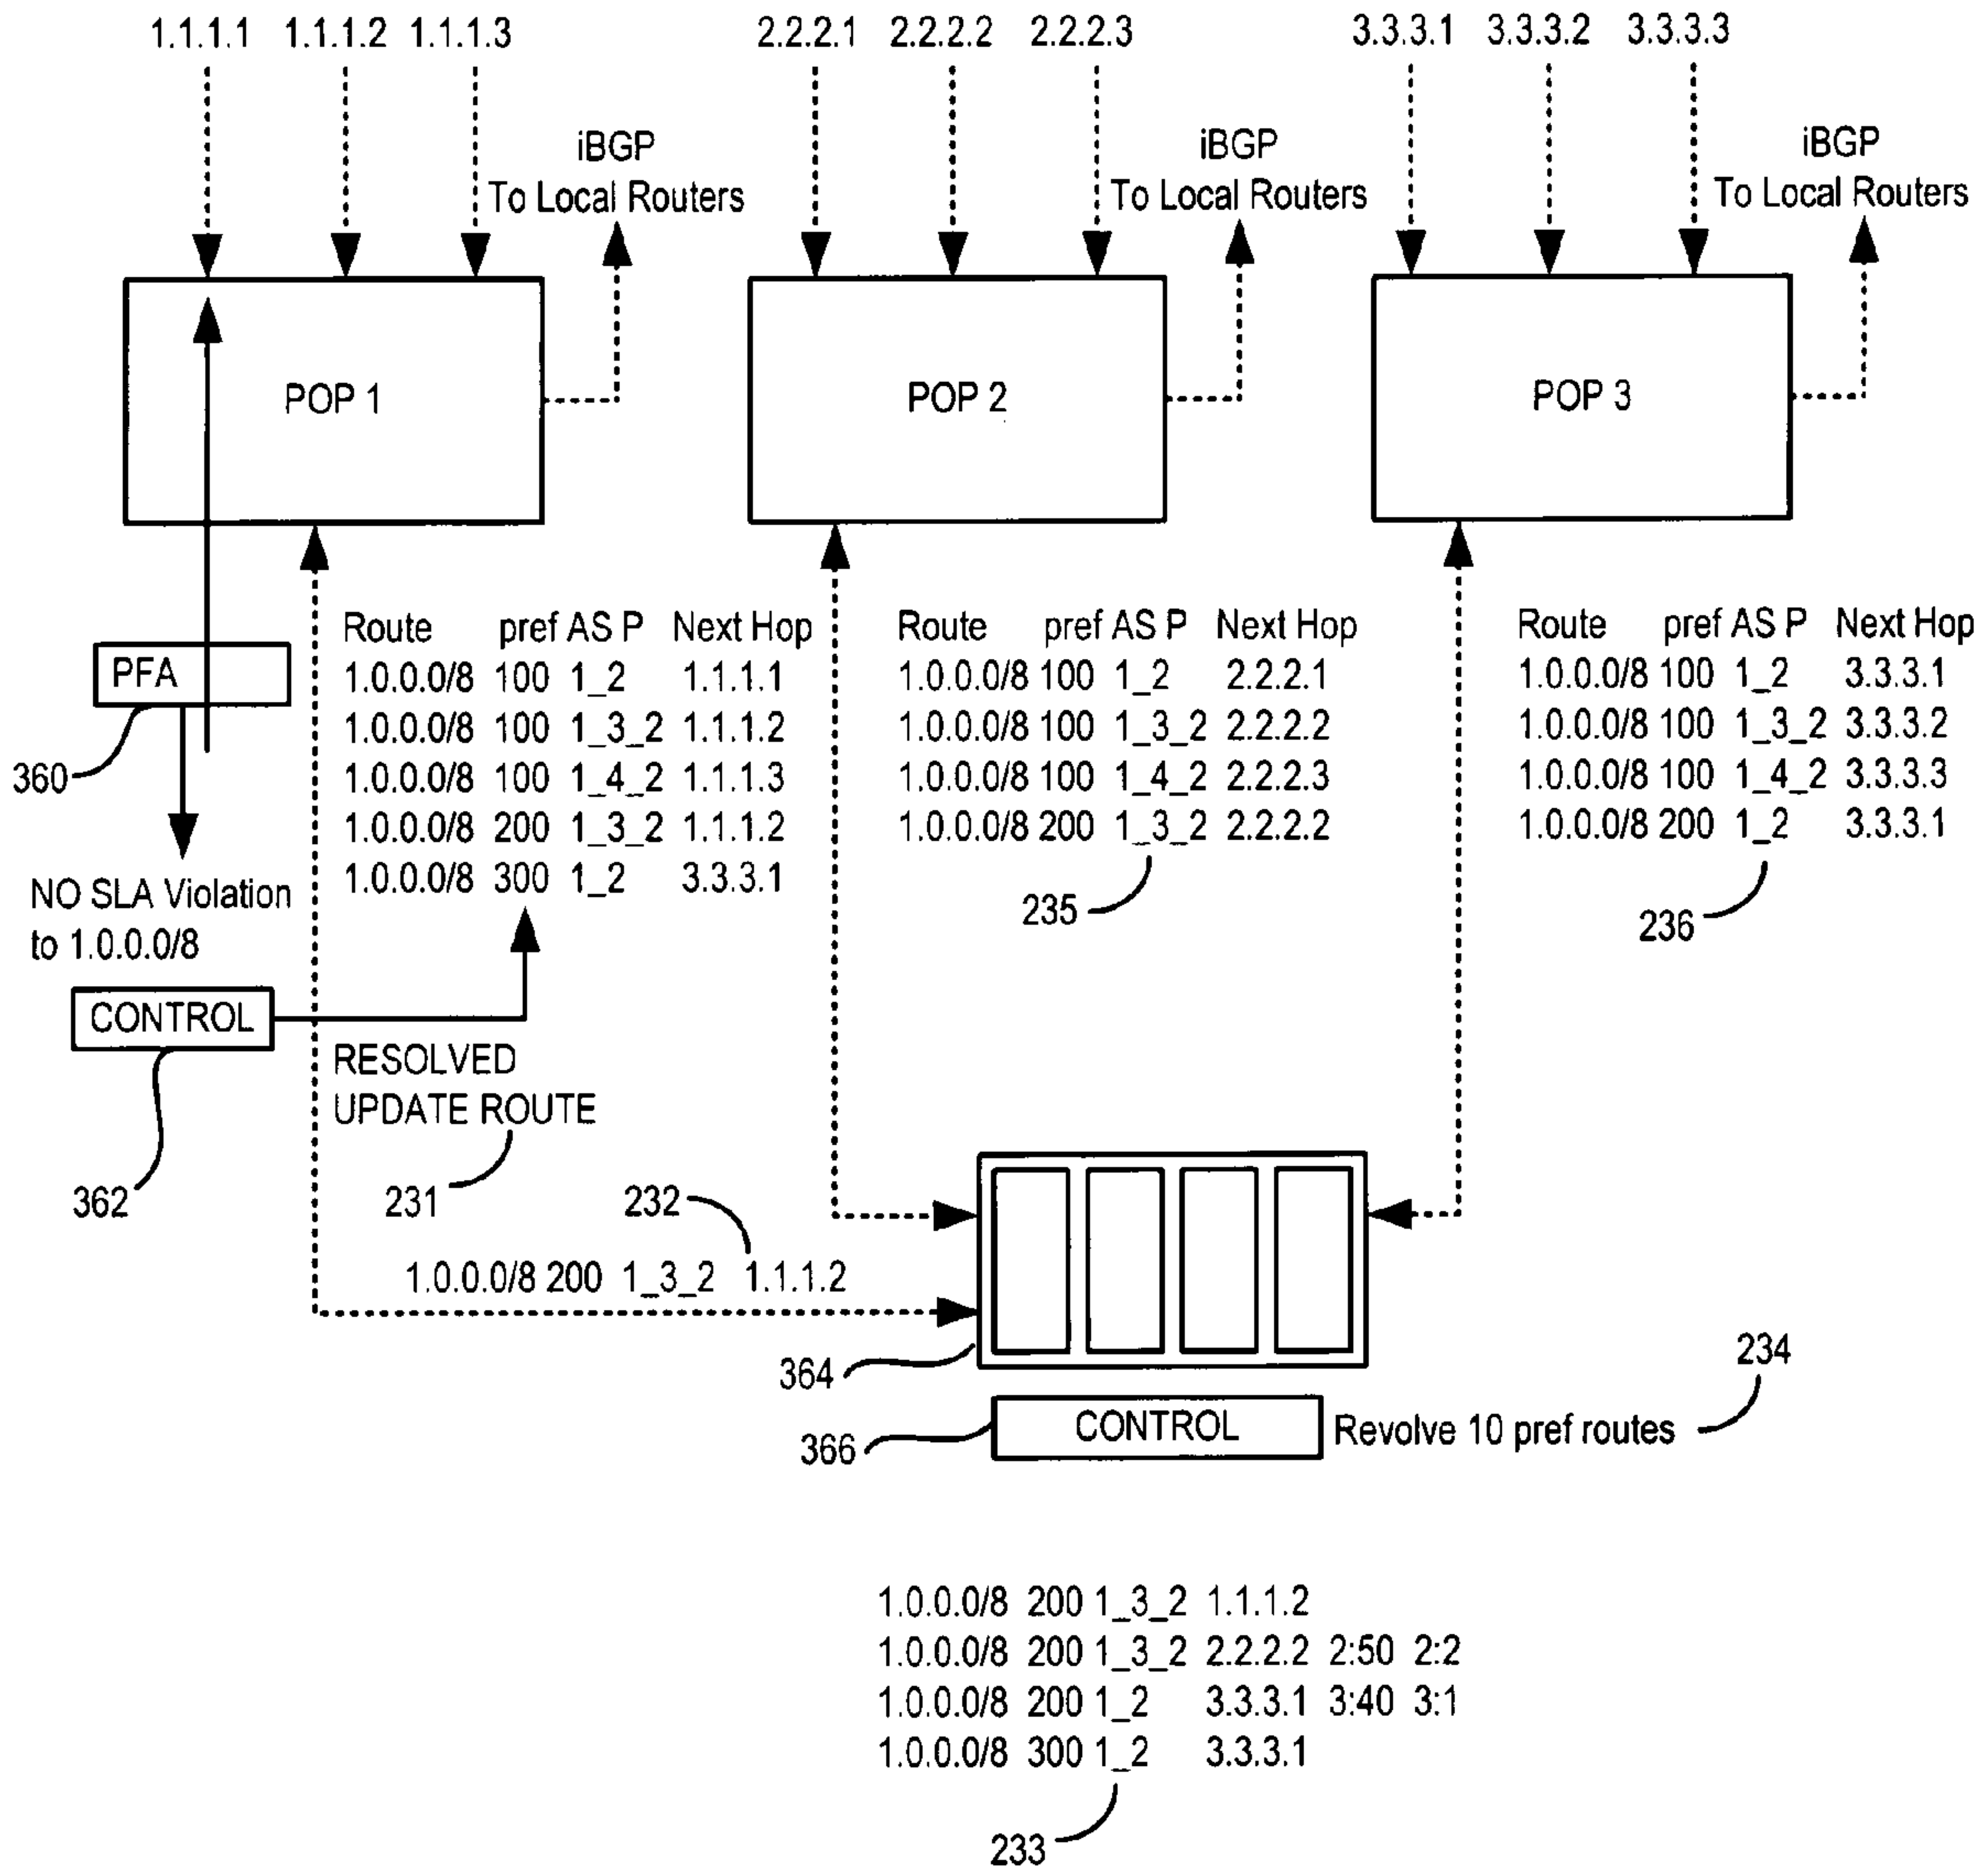 1.1.1.1 1.1.1.2 1.1.1.3
2.2.2.1 2.2.2.2 2.2.2.3
3.3.3.1 3.3.3.2 3.3.3.3
iBGP
To Local Routers
iBGP
To Local Routers
iBGP
To Local Routers
POP 1
POP 2
POP 3
PFA
360
NO SLA Violation
to 1.0.0.0/8
Route pref AS P Next Hop
1.0.0.0/8 100 1_2 1.1.1.1
1.0.0.0/8 100 1_3_2 1.1.1.2
1.0.0.0/8 100 1_4_2 1.1.1.3
1.0.0.0/8 200 1_3_2 1.1.1.2
1.0.0.0/8 300 1_2 3.3.3.1
Route pref AS P Next Hop
1.0.0.0/8 100 1_2 2.2.2.1
1.0.0.0/8 100 1_3_2 2.2.2.2
1.0.0.0/8 100 1_4_2 2.2.2.3
1.0.0.0/8 200 1_3_2 2.2.2.2
235
Route pref AS P Next Hop
1.0.0.0/8 100 1_2 3.3.3.1
1.0.0.0/8 100 1_3_2 3.3.3.2
1.0.0.0/8 100 1_4_2 3.3.3.3
1.0.0.0/8 200 1_2 3.3.3.1
236
CONTROL
362
RESOLVED
UPDATE ROUTE
231
232
1.0.0.0/8 200 1_3_2 1.1.1.2
364
234
366
CONTROL
Revolve 10 pref routes
1.0.0.0/8 200 1_3_2 1.1.1.2
1.0.0.0/8 200 1_3_2 2.2.2.2 2:50 2:2
1.0.0.0/8 200 1_2 3.3.3.1 3:40 3:1
1.0.0.0/8 300 1_2 3.3.3.1
233